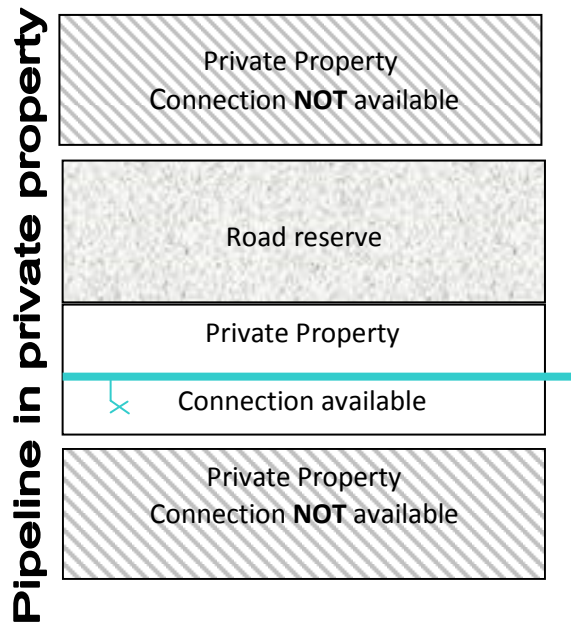 Pipeline in private property
Private Property
Connection NOT available
Road reserve
Private Property
Connection available
Private Property
Connection NOT available